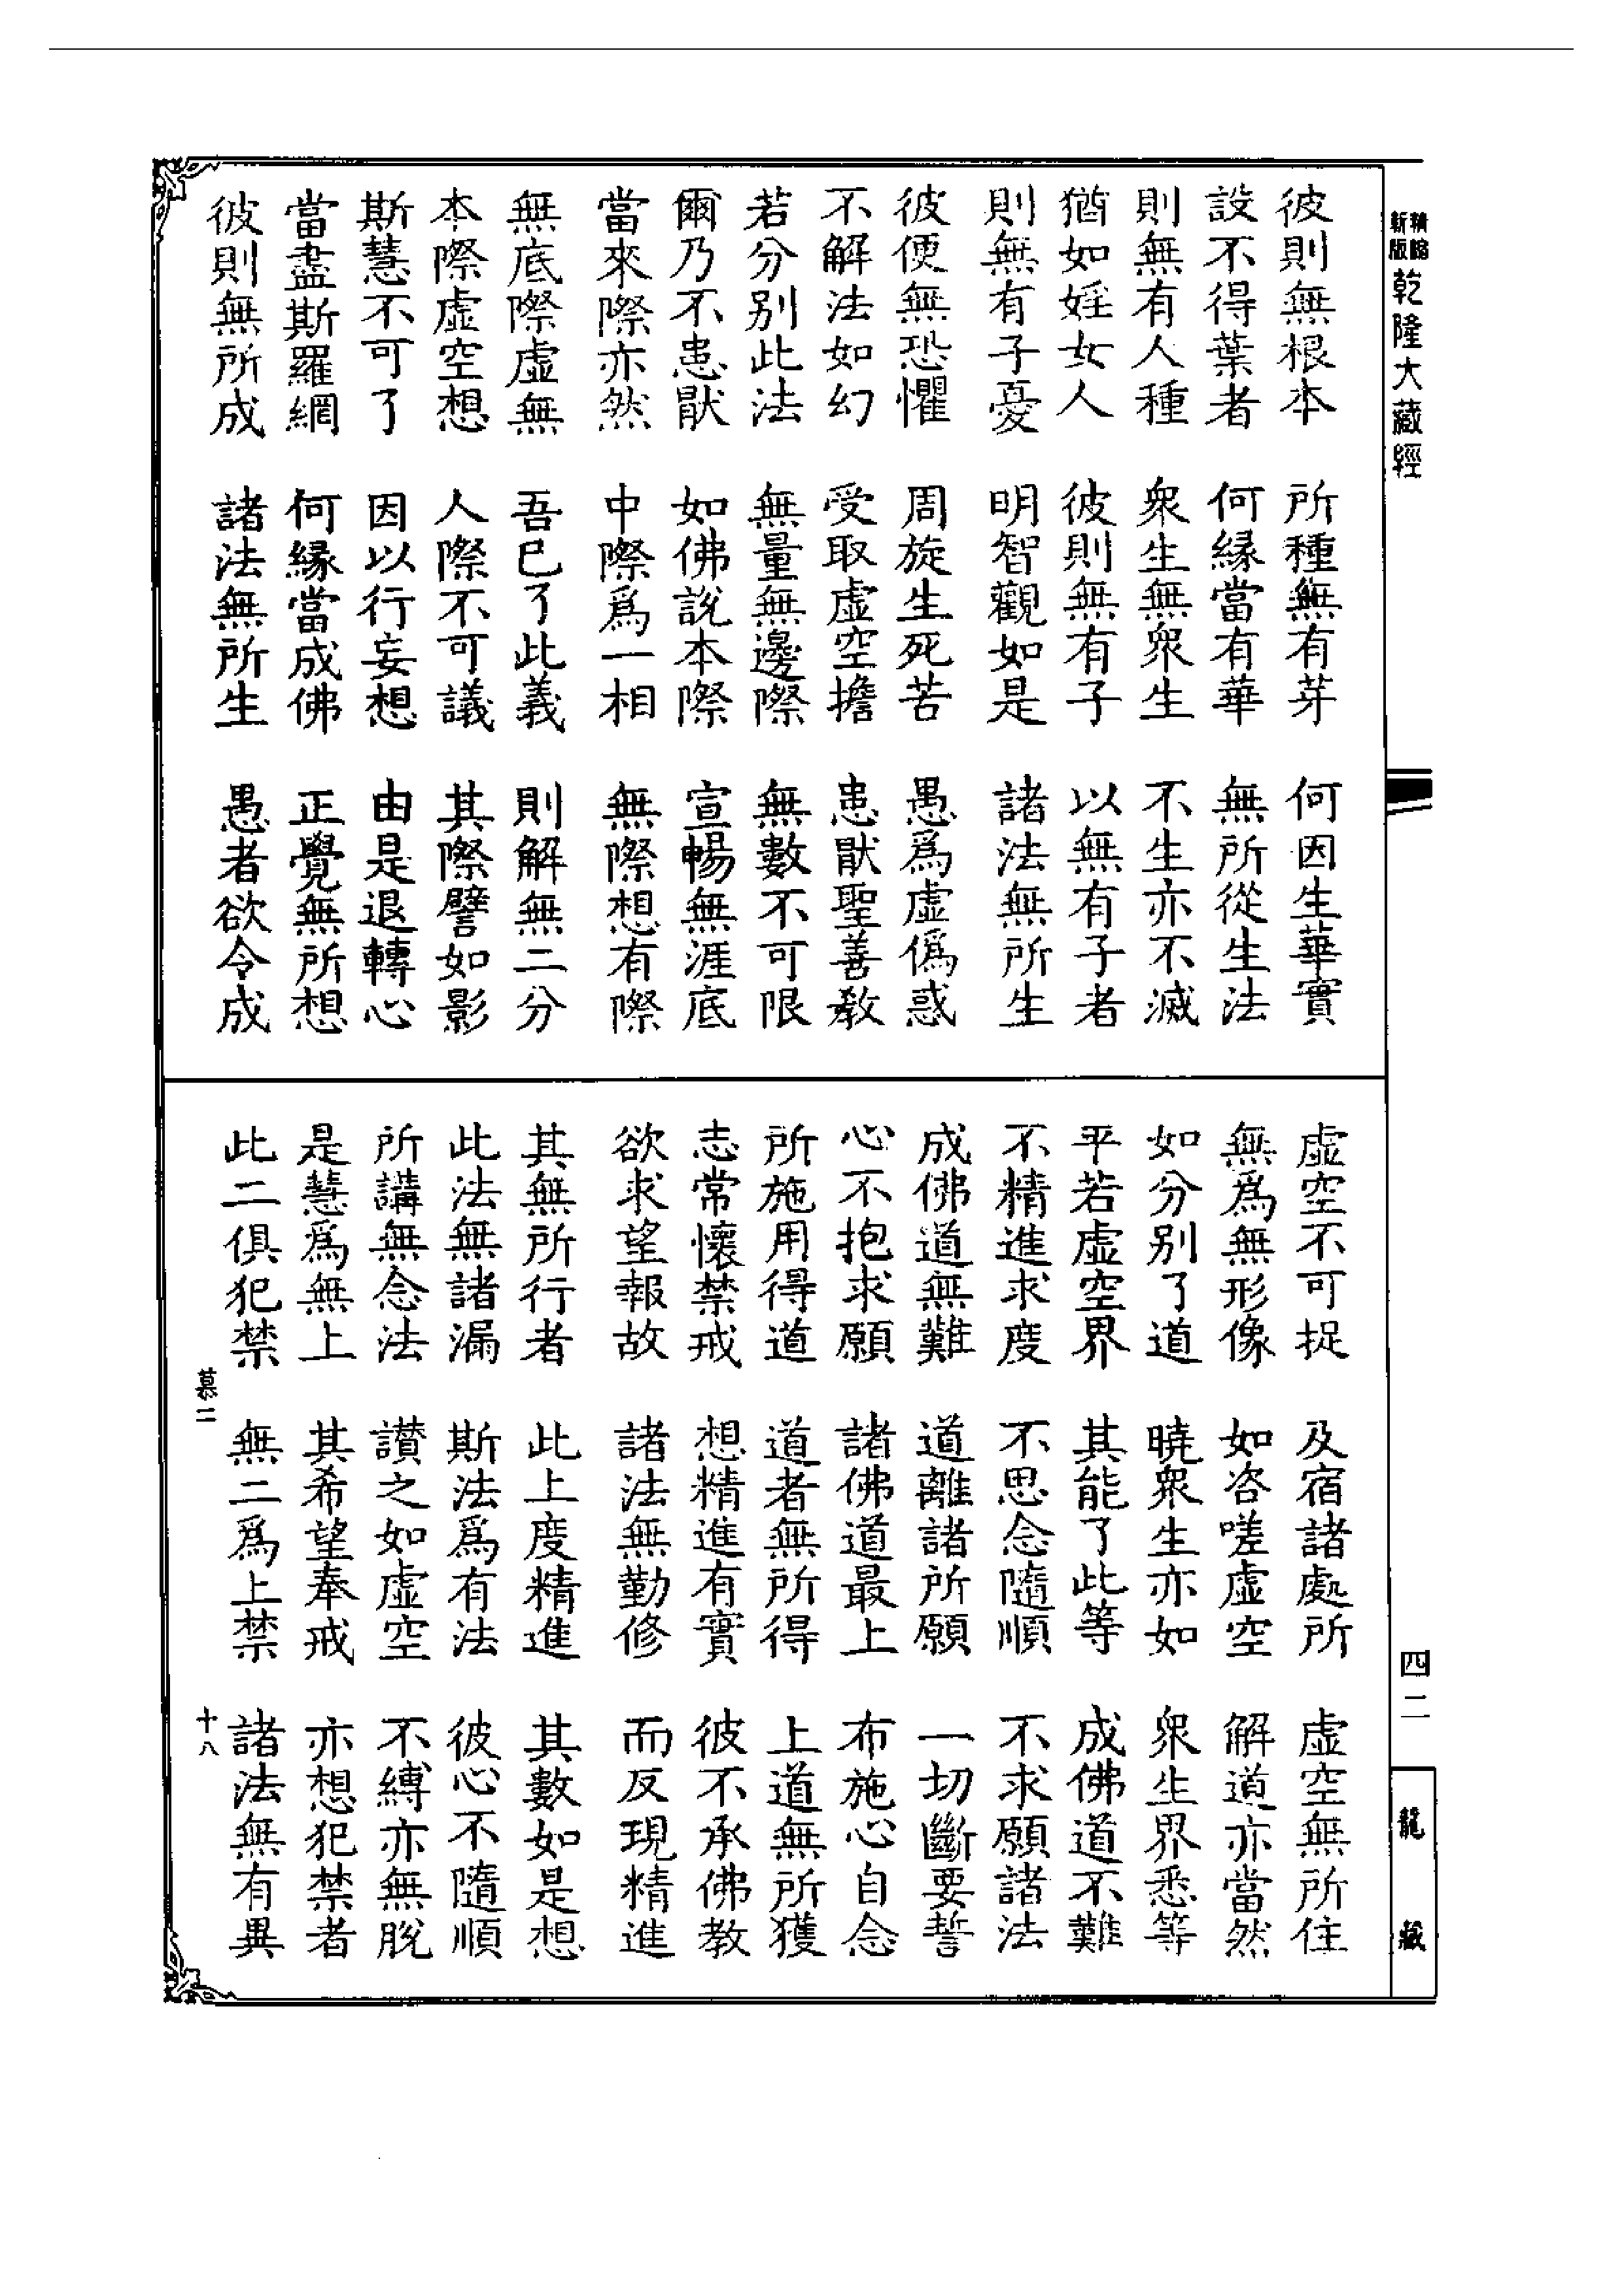 新版 精縮 乾隆大藏經
彼則無根本　所種無有芽　何因生華實
設不得葉者　何緣當有華　無所從生法
則無有人種　衆生無衆生　不生亦不滅
猶如婬女人　彼則無有子　以無有子者
則無有子憂　明智觀如是　諸法無所生
彼便無恐懼　周旋生死苦　愚爲虛僞惑
不解法如幻　受取虛空擔　患猒聖善教
若分别此法　無量無邊際　無數不可限
爾乃不患猒　如佛說本際　宣暢無涯底
當來際亦然　中際爲一相　無際想有際
無底際虛無　吾已了此義　則解無二分
本際虛空想　人際不可議　其際譬如影
斯慧不可了　因以行妄想　由是退轉心
當盡斯羅網　何緣當成佛　正覺無所想
彼則無所成　諸法無所生　愚者欲令成
虛空不可捉　及宿諸處所　虛空無所住
無爲無形像　如咨嗟虛空　解道亦當然
如分别了道　曉衆生亦如　衆生界悉等
平若虛空界　其能了此等　成佛道不難
不精進求度　不思念隨順　不求願諸法
成佛道無難　道離諸所願　一切斷要誓
心不抱求願　諸佛道最上　布施心自念
所施用得道　道者無所得　上道無所獲
志常懷禁戒　想精進有實　彼不承佛教
欲求望報故　諸法無勤修　而反現精進
其無所行者　此上度精進　其數如是想
此法無諸漏　斯法爲有法　彼心不隨順
所講無念法　讚之如虛空　不縛亦無脫
是慧爲無上　其希望奉戒　亦想犯禁者
此二俱犯禁　無二爲上禁　諸法無有異
慕二　十八
四二
龍藏